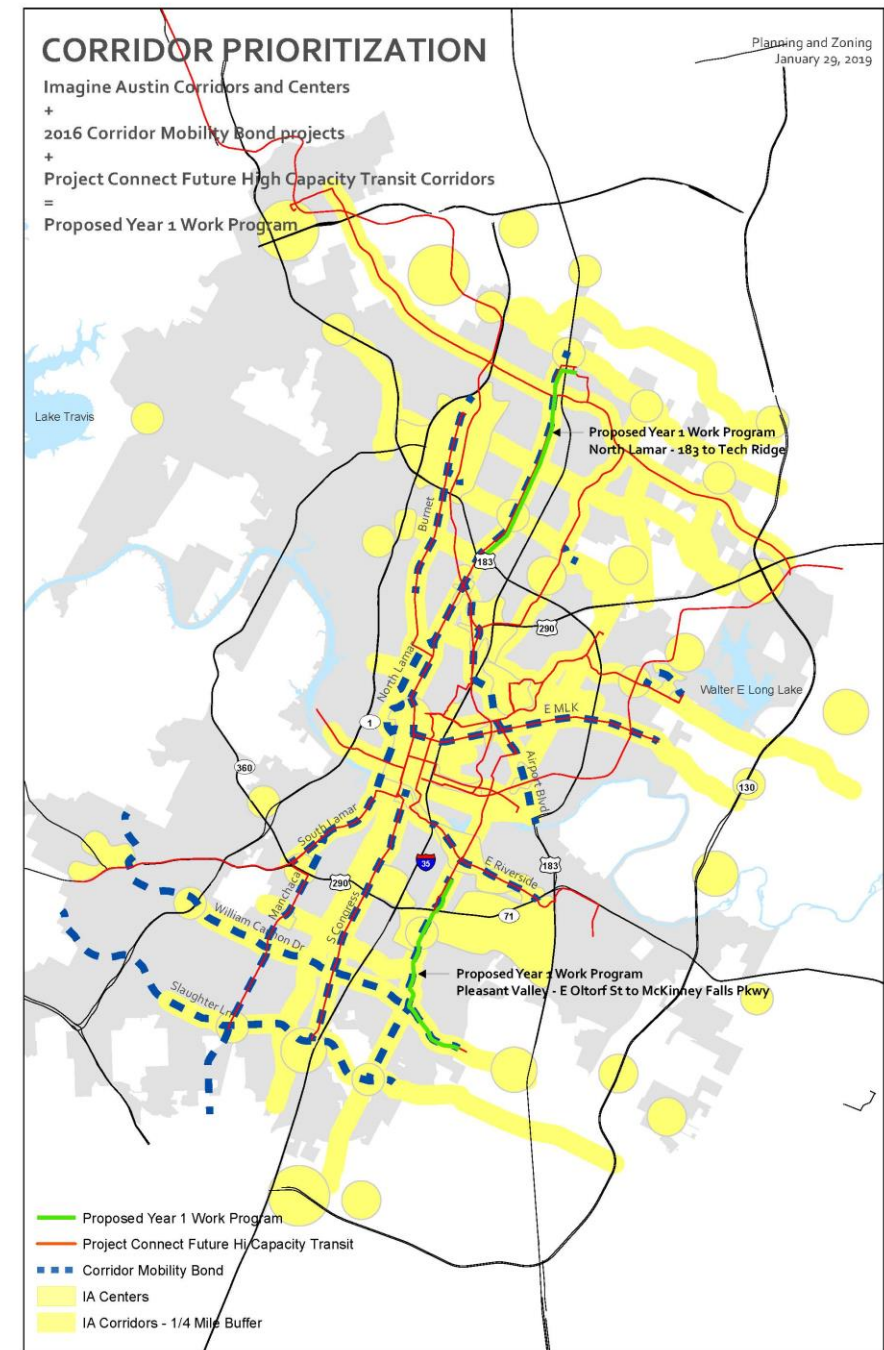 CORRIDOR PRIORITIZATION
Planning and Zoning
January 29, 2019
Imagine Austin Corridors and Centers
+
2016 Corridor Mobility Bond projects
+
Project Connect Future High Capacity Transit Corridors
=
Proposed Year 1 Work Program
Lake Travis
Proposed Year 1 Work Program
North Lamar - 183 to Tech Ridge
Burnet
183
290
North Lamar
Walter E Long Lake
E MLK
1
Airport Blvd
360
130
South Lamar
35
E Riverside
183
290
Manchaca
S Congress
71
William Cannon Dr
Proposed Year 1 Work Program
Pleasant Valley - E Oltorf St to McKinney Falls Pkwy
Slaughter Ln
Proposed Year 1 Work Program
Project Connect Future Hi Capacity Transit
Corridor Mobility Bond
IA Centers
IA Corridors - 1/4 Mile Buffer